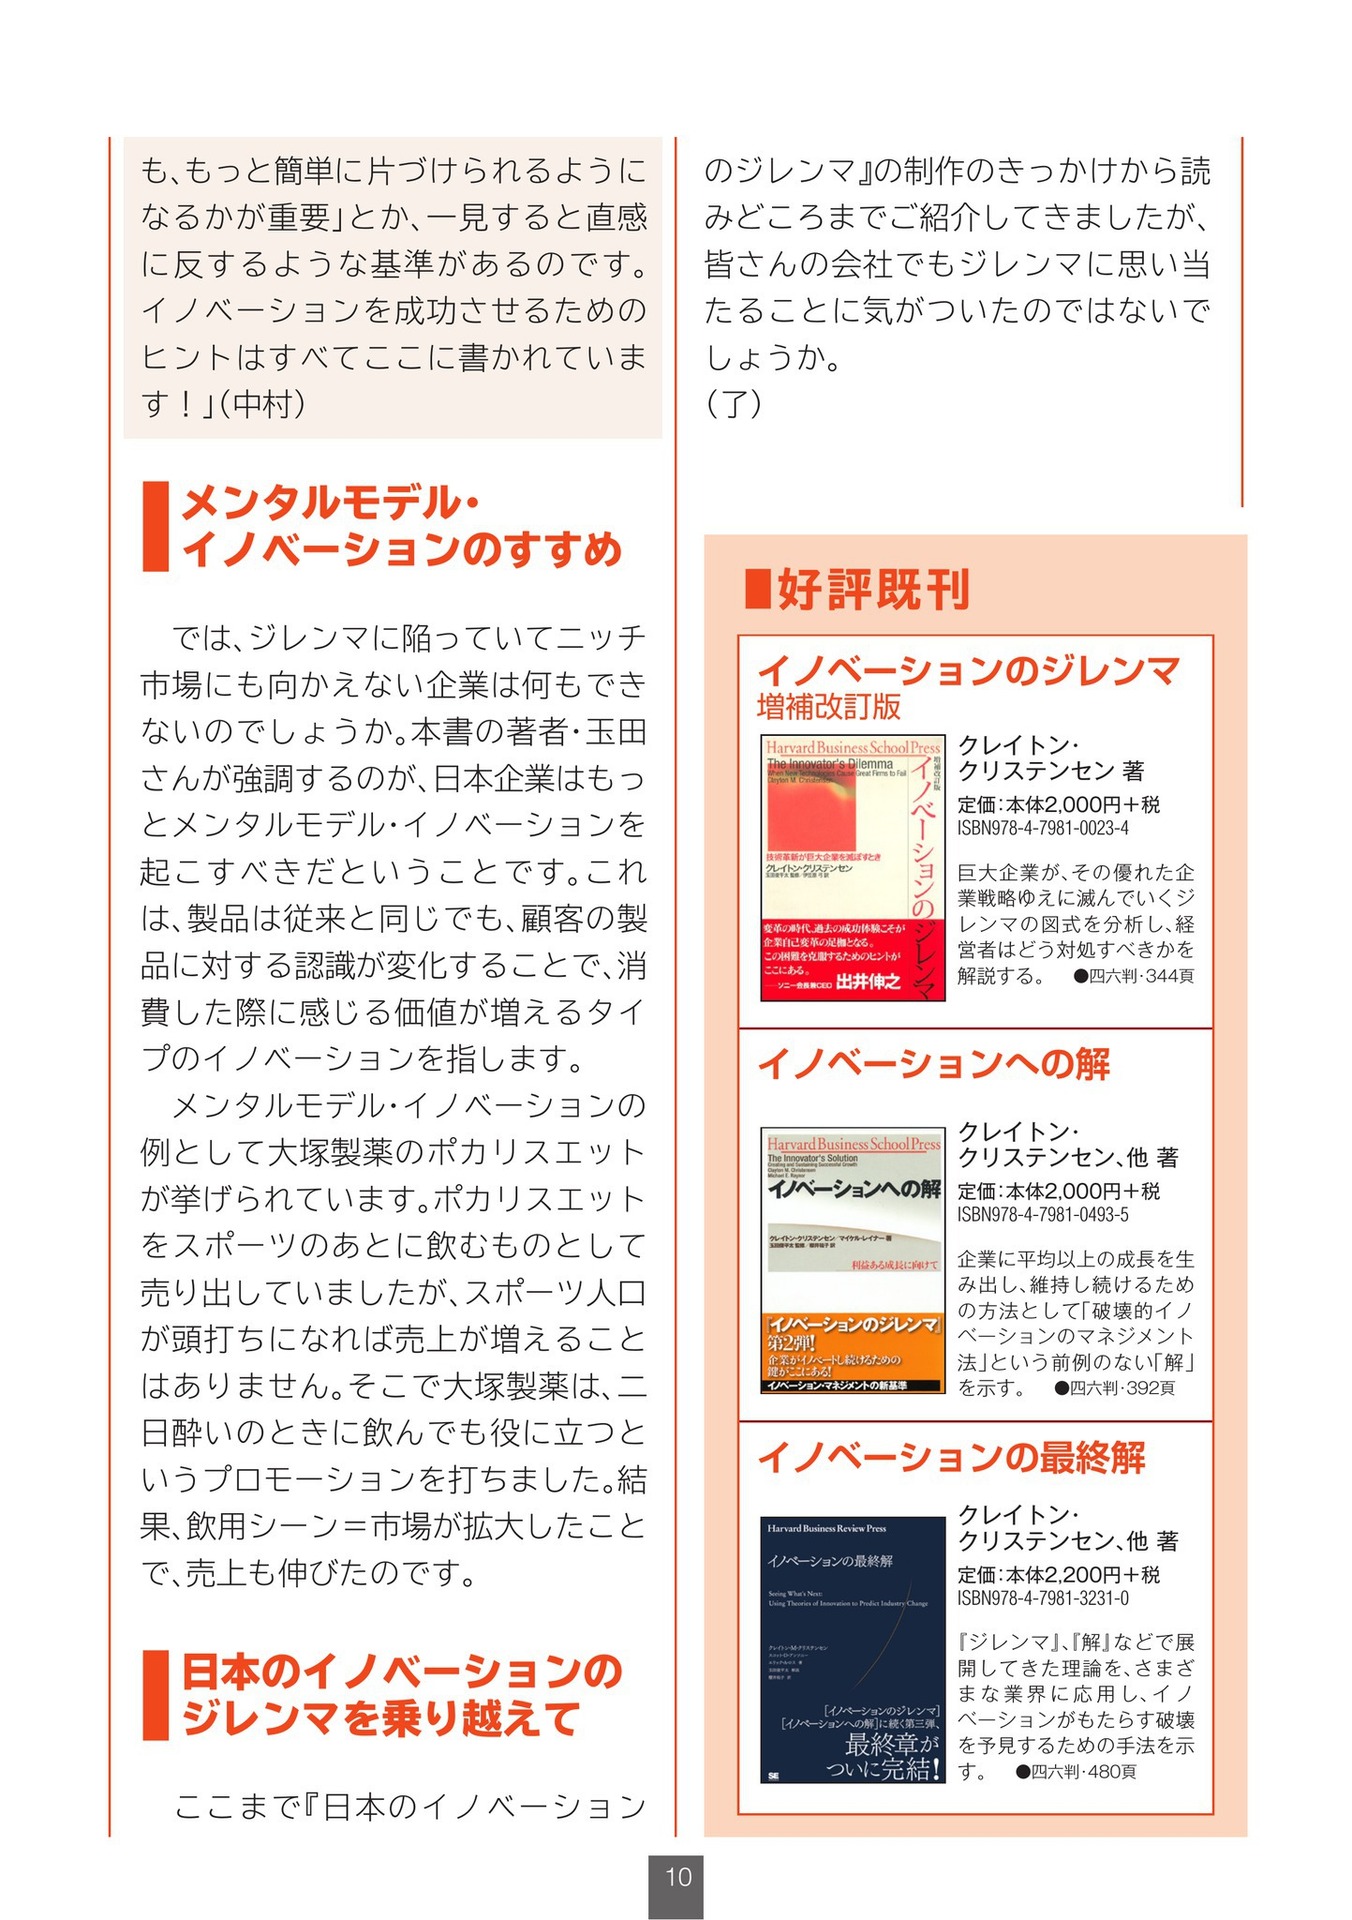 も、もっと簡単に片づけられるように
なるかが重要」とか、一見すると直感
に反するような基準があるのです。
イノベーションを成功させるための
ヒントはすべてここに書かれていま
す！」（中村）
メンタルモデル・
イノベーションのすすめ
では、ジレンマに陥っていてニッチ
市場にも向かえない企業は何もでき
ないのでしょうか。本書の著者・玉田
さんが強調するのが、日本企業はもっ
とメンタルモデル・イノベーションを
起こすべきだということです。これ
は、製品は従来と同じでも、顧客の製
品に対する認識が変化することで、消
費した際に感じる価値が増えるタイ
プのイノベーションを指します。
メンタルモデル・イノベーションの
例として大塚製薬のポカリスエット
が挙げられています。ポカリスエット
をスポーツのあとに飲むものとして
売り出していましたが、スポーツ人口
が頭打ちになれば売上が増えること
はありません。そこで大塚製薬は、二
日酔いのときに飲んでも役に立つと
いうプロモーションを打ちました。結
果、飲用シーン＝市場が拡大したこと
で、売上も伸びたのです。
日本のイノベーションの
ジレンマを乗り越えて
ここまで『日本のイノベーション
のジレンマ』の制作のきっかけから読
みどころまでご紹介してきましたが、
皆さんの会社でもジレンマに思い当
たることに気がついたのではないで
しょうか。
（了）
好評既刊
イノベーションのジレンマ
増補改訂版
Harvard Business School Press
The Innovator's Dilemma
When New Technologies Cause Great Firms to Fail
Clayton M. Christensen
増補改訂版
イノベーションのジレンマ
技術革新が巨大企業を滅ぼすとき
クレイトン・クリステンセン
玉田俊平太 監修／伊豆原 弓 訳
変革の時代、過去の成功体験こそが
企業自己変革の足枷となる。
この困難を克服するためのヒントが
ここにある。
──ソニー会長兼CEO 出井伸之
クレイトン・
クリステンセン 著
定価：本体2,000円＋税
ISBN978-4-7981-0023-4
巨大企業が、その優れた企
業戦略ゆえに滅んでいくジ
レンマの図式を分析し、経
営者はどう対処すべきかを
解説する。 ●四六判・344頁
イノベーションへの解
Harvard Business School Press
The Innovator's Solution
Creating and Sustaining Successful Growth
Clayton M. Christensen
Michael E. Raynor
イノベーションへの解
クレイトン・クリステンセン／マイケル・レイナー 著
玉田俊平太 監修／櫻井祐子 訳
利益ある成長に向けて
『イノベーションのジレンマ』
第2弾！
企業がイノベートし続けるための
鍵がここにある！
イノベーション・マネジメントの新基準
クレイトン・
クリステンセン、他 著
定価：本体2,000円＋税
ISBN978-4-7981-0493-5
企業に平均以上の成長を生
み出し、維持し続けるため
の方法として「破壊的イノ
ベーションのマネジメント
法」という前例のない「解」
を示す。 ●四六判・392頁
イノベーションの最終解
Harvard Business Review Press
イノベーションの最終解
Seeing What's Next:
Using Theories of Innovation to Predict Industry Change
クレイトン・M・クリステンセン
スコット・D・アンソニー
エリック・A・ロス 著
玉田俊平太 解説
櫻井祐子 訳
［イノベーションのジレンマ］
［イノベーションへの解］に続く第三弾、
最終章が
ついに完結！
SE
クレイトン・
クリステンセン、他 著
定価：本体2,200円＋税
ISBN978-4-7981-3231-0
『ジレンマ』、『解』などで展
開してきた理論を、さまざ
まな業界に応用し、イノ
ベーションがもたらす破壊
を予見するための手法を示
す。 ●四六判・480頁
10